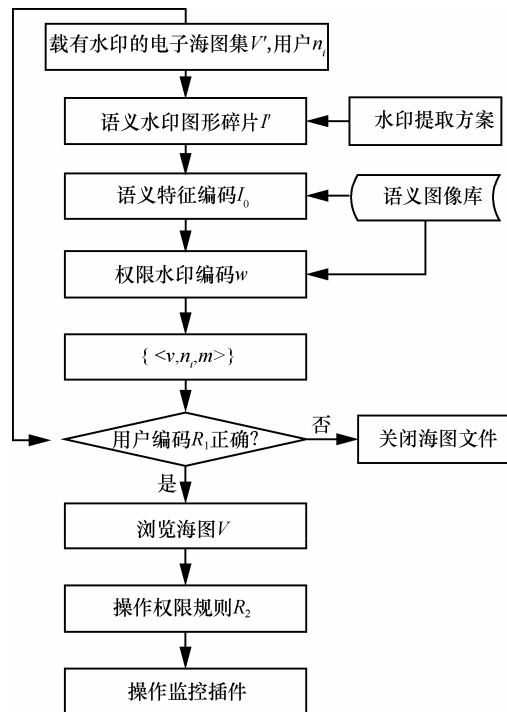 载有水印的电子海图集V′,用户nᵢ
语义水印图形碎片I′
水印提取方案
语义特征编码I₀
语义图像库
权限水印编码w
{ <v,nᵢ,m>}
用户编码R₁正确?
否
关闭海图文件
是
浏览海图V
操作权限规则R₂
操作监控插件